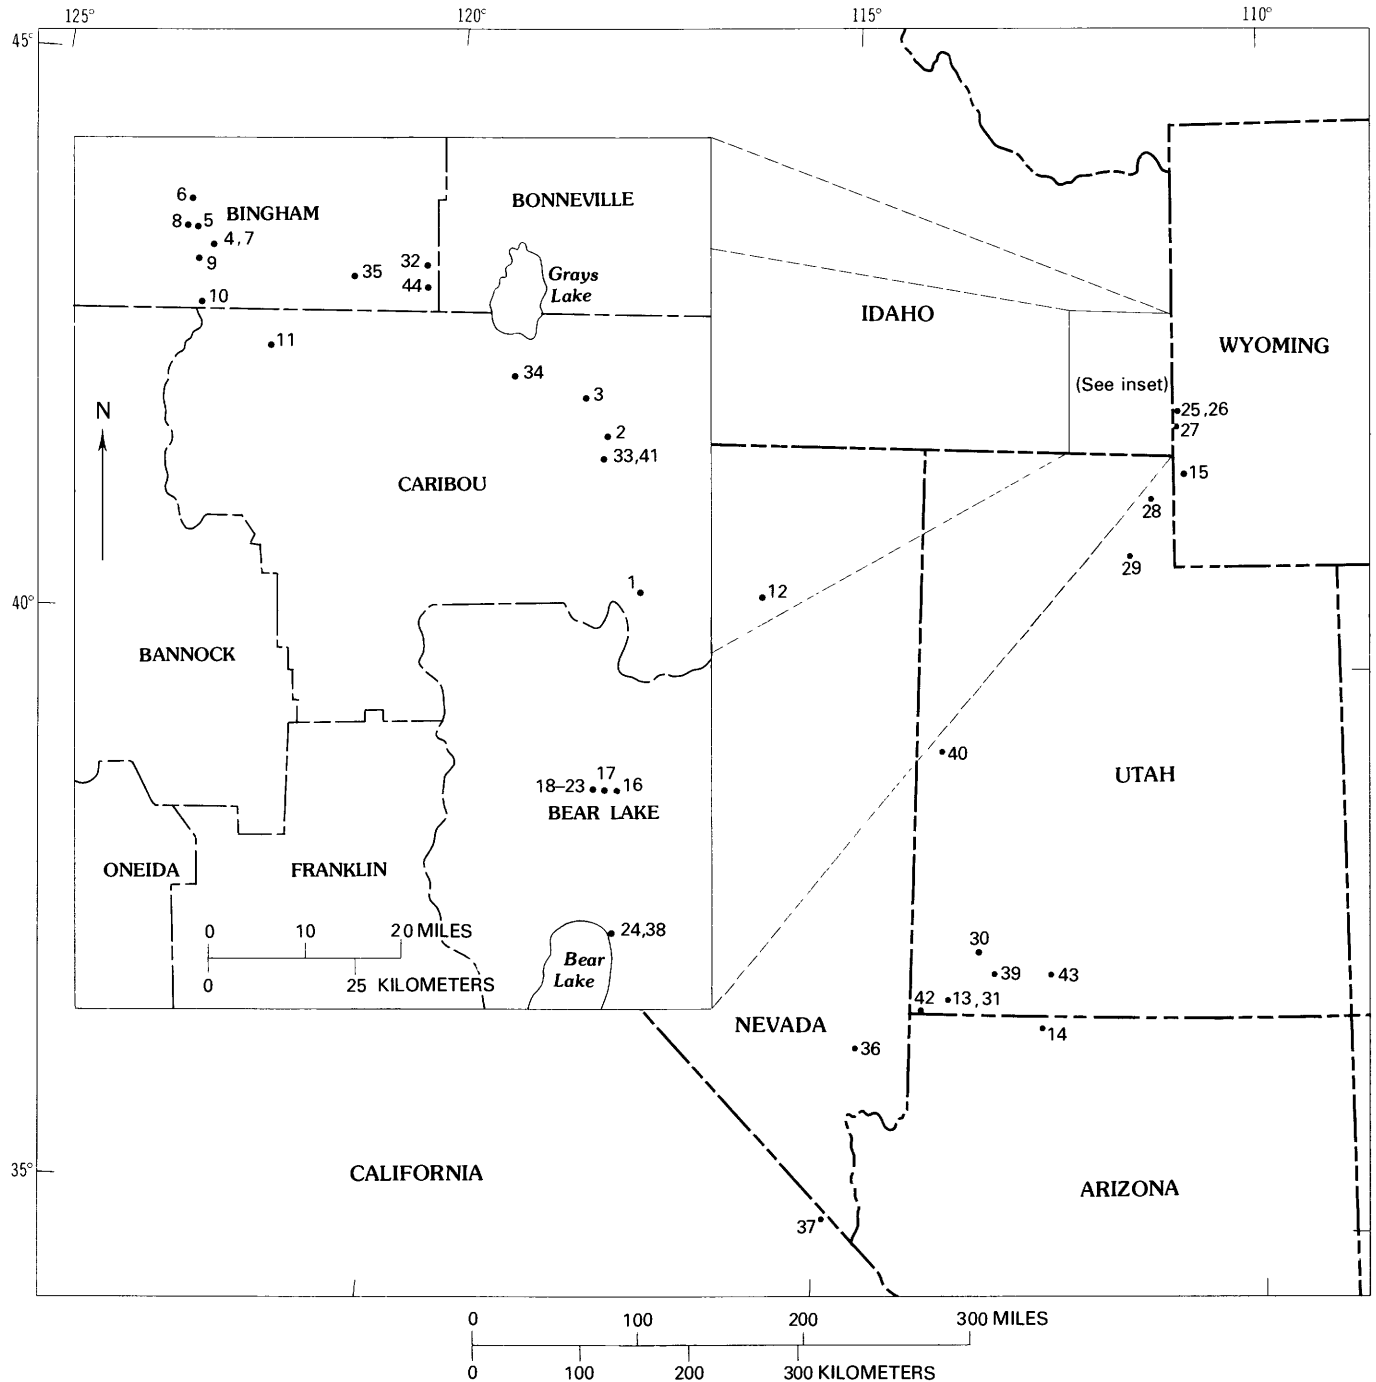 125° 120° 115° 110°
45°
6
BINGHAM
BONNEVILLE
8 5
4,7
9
35
32
44
Grays
Lake
10
11
IDAHO
WYOMING
34
(See inset)
3
N
25,26
27
2
33,41
CARIBOU
15
28
29
1
12
40°
BANNOCK
40
UTAH
17
18–23 16
BEAR LAKE
ONEIDA
FRANKLIN
0 10 20 MILES
24,38
Bear
Lake
0 25 KILOMETERS
30
39 43
42 13,31
NEVADA
36
14
35°
CALIFORNIA
ARIZONA
37
0 100 200 300 MILES
0 100 200 300 KILOMETERS